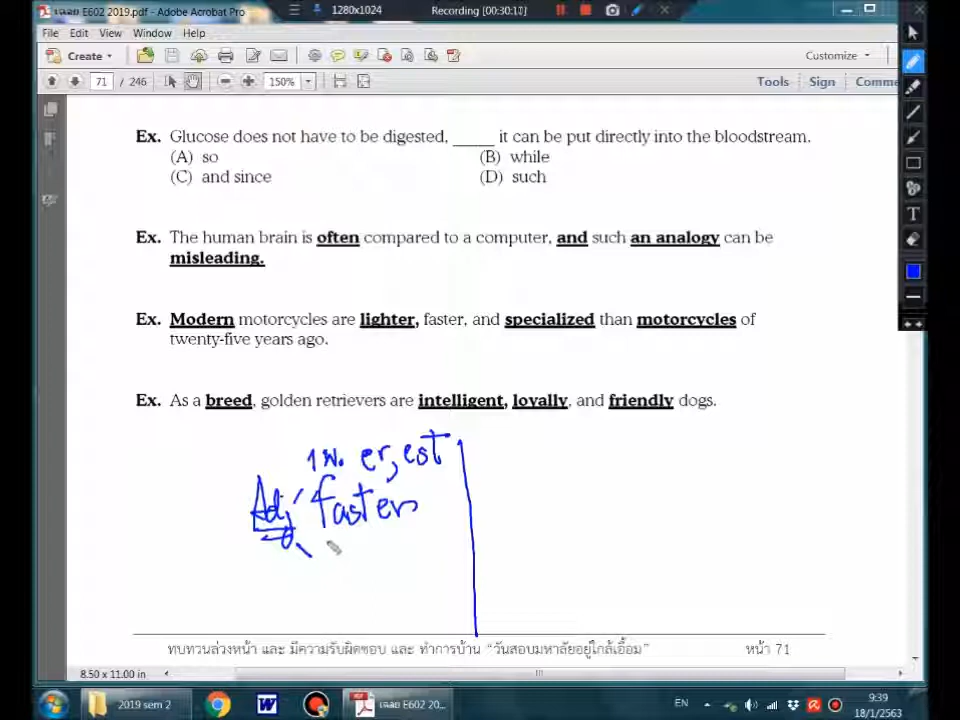 เฉลย E602 2019.pdf - Adobe Acrobat Pro
1280x1024
Recording [00:30:11]
File Edit View Window Help
Create
Customize
71 / 246
150%
Tools Sign Comme
Ex. Glucose does not have to be digested, _____ it can be put directly into the bloodstream.
(A) so (B) while
(C) and since (D) such
Ex. The human brain is often compared to a computer, and such an analogy can be
misleading.
Ex. Modern motorcycles are lighter, faster, and specialized than motorcycles of
twenty-five years ago.
Ex. As a breed, golden retrievers are intelligent, loyally, and friendly dogs.
1 พ. er, est
Adj faster
ทบทวนล่วงหน้า และ มีความรับผิดชอบ และ ทำการบ้าน “วันสอบมหาลัยอยู่ใกล้เอื้อม” หน้า 71
8.50 x 11.00 in
2019 sem 2
เฉลย E602 20...
EN
9:39
18/1/2563